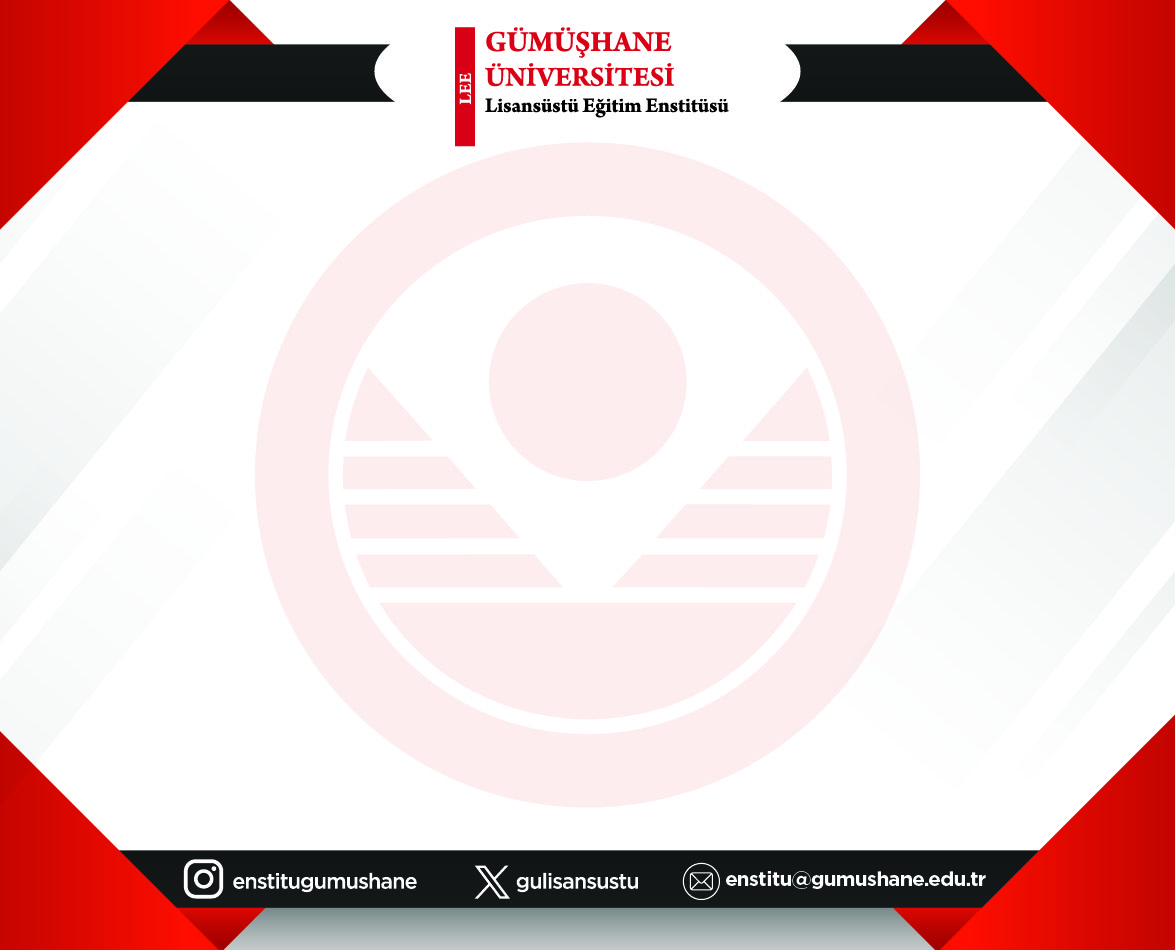 LEE
GÜMÜŞHANE
ÜNİVERSİTESİ
Lisansüstü Eğitim Enstitüsü
enstitugumushane
gulisansustu
enstitu@gumushane.edu.tr